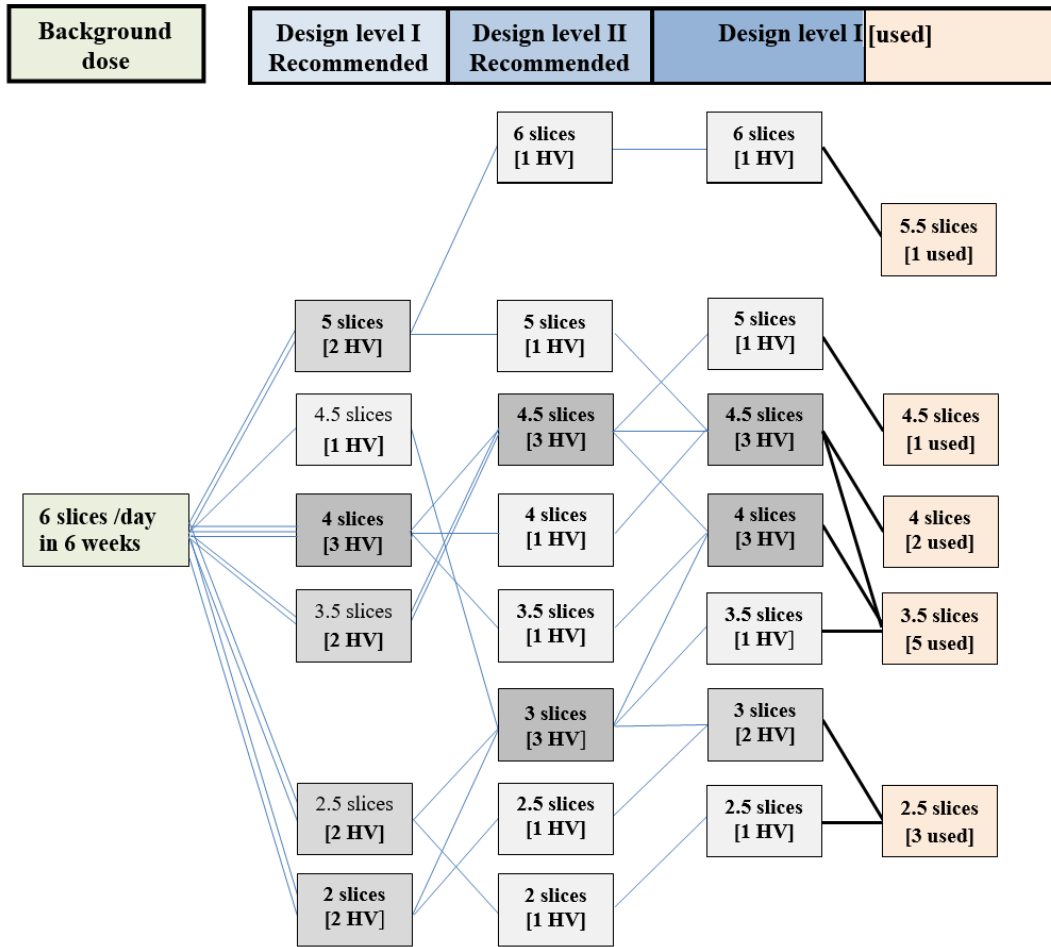 Background
dose
Design level I
Recommended
Design level II
Recommended
Design level I
[used]
6 slices
[1 HV]
6 slices
[1 HV]
5.5 slices
[1 used]
5 slices
[2 HV]
5 slices
[1 HV]
5 slices
[1 HV]
4.5 slices
[1 HV]
4.5 slices
[3 HV]
4.5 slices
[3 HV]
4.5 slices
[1 used]
6 slices /day
in 6 weeks
4 slices
[3 HV]
4 slices
[1 HV]
4 slices
[3 HV]
4 slices
[2 used]
3.5 slices
[2 HV]
3.5 slices
[1 HV]
3.5 slices
[1 HV]
3.5 slices
[5 used]
3 slices
[3 HV]
3 slices
[2 HV]
2.5 slices
[2 HV]
2.5 slices
[1 HV]
2.5 slices
[1 HV]
2.5 slices
[3 used]
2 slices
[2 HV]
2 slices
[1 HV]